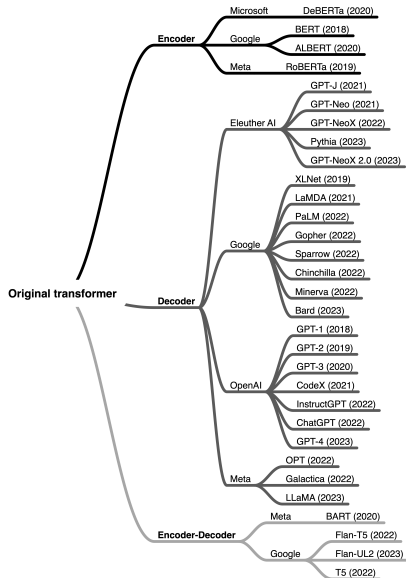 Microsoft DeBERTa (2020)
Encoder Google BERT (2018)
ALBERT (2020)
Meta RoBERTa (2019)
GPT-J (2021)
GPT-Neo (2021)
Eleuther AI GPT-NeoX (2022)
Pythia (2023)
GPT-NeoX 2.0 (2023)
XLNet (2019)
LaMDA (2021)
PaLM (2022)
Gopher (2022)
Google Sparrow (2022)
Chinchilla (2022)
Minerva (2022)
Bard (2023)
Original transformer
Decoder
GPT-1 (2018)
GPT-2 (2019)
GPT-3 (2020)
OpenAI CodeX (2021)
InstructGPT (2022)
ChatGPT (2022)
GPT-4 (2023)
OPT (2022)
Meta Galactica (2022)
LLaMA (2023)
Meta BART (2020)
Encoder-Decoder
Flan-T5 (2022)
Google Flan-UL2 (2023)
T5 (2022)